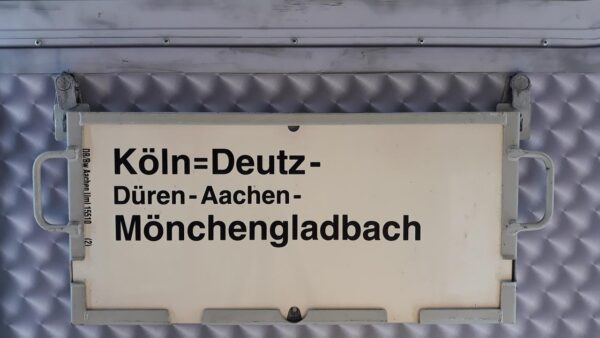 Köln=Deutz-
Düren-Aachen-
Mönchengladbach